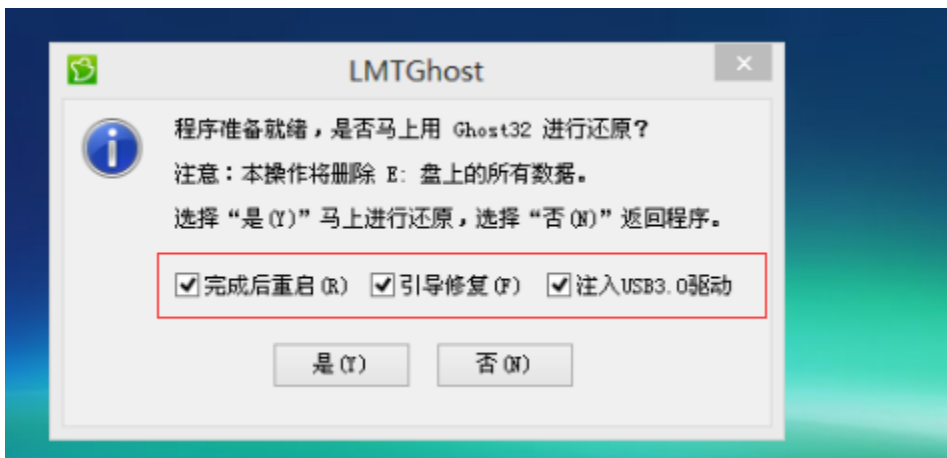 LMTGhost
程序准备就绪，是否马上用 Ghost32 进行还原？
注意：本操作将删除 E: 盘上的所有数据。
选择“是(Y)”马上进行还原，选择“否(N)”返回程序。
完成后重启(R) 引导修复(F) 注入USB3.0驱动
是(Y) 否(N)